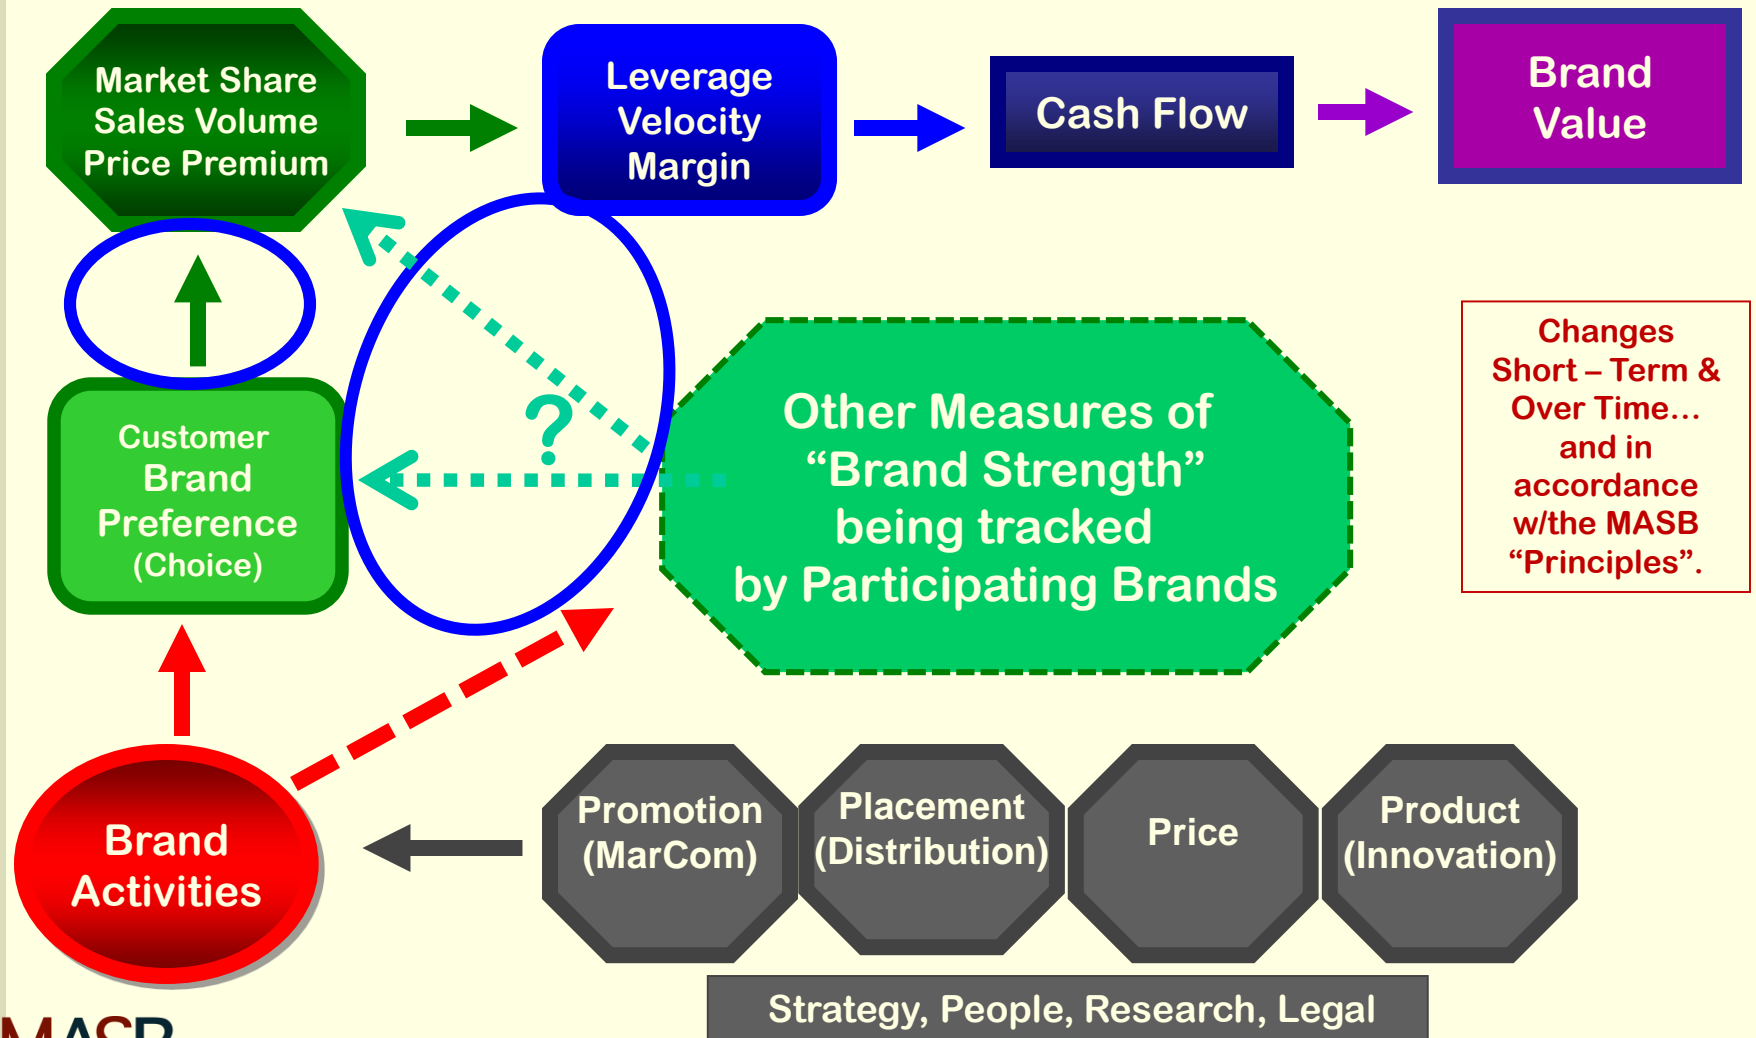 Market Share
Sales Volume
Price Premium
Leverage
Velocity
Margin
Cash Flow
Brand
Value
Changes
Short – Term &
Over Time…
and in
accordance
w/the MASB
“Principles”.
Customer
Brand
Preference
(Choice)
?
Other Measures of
“Brand Strength”
being tracked
by Participating Brands
Brand
Activities
Promotion
(MarCom)
Placement
(Distribution)
Price
Product
(Innovation)
Strategy, People, Research, Legal
MASB